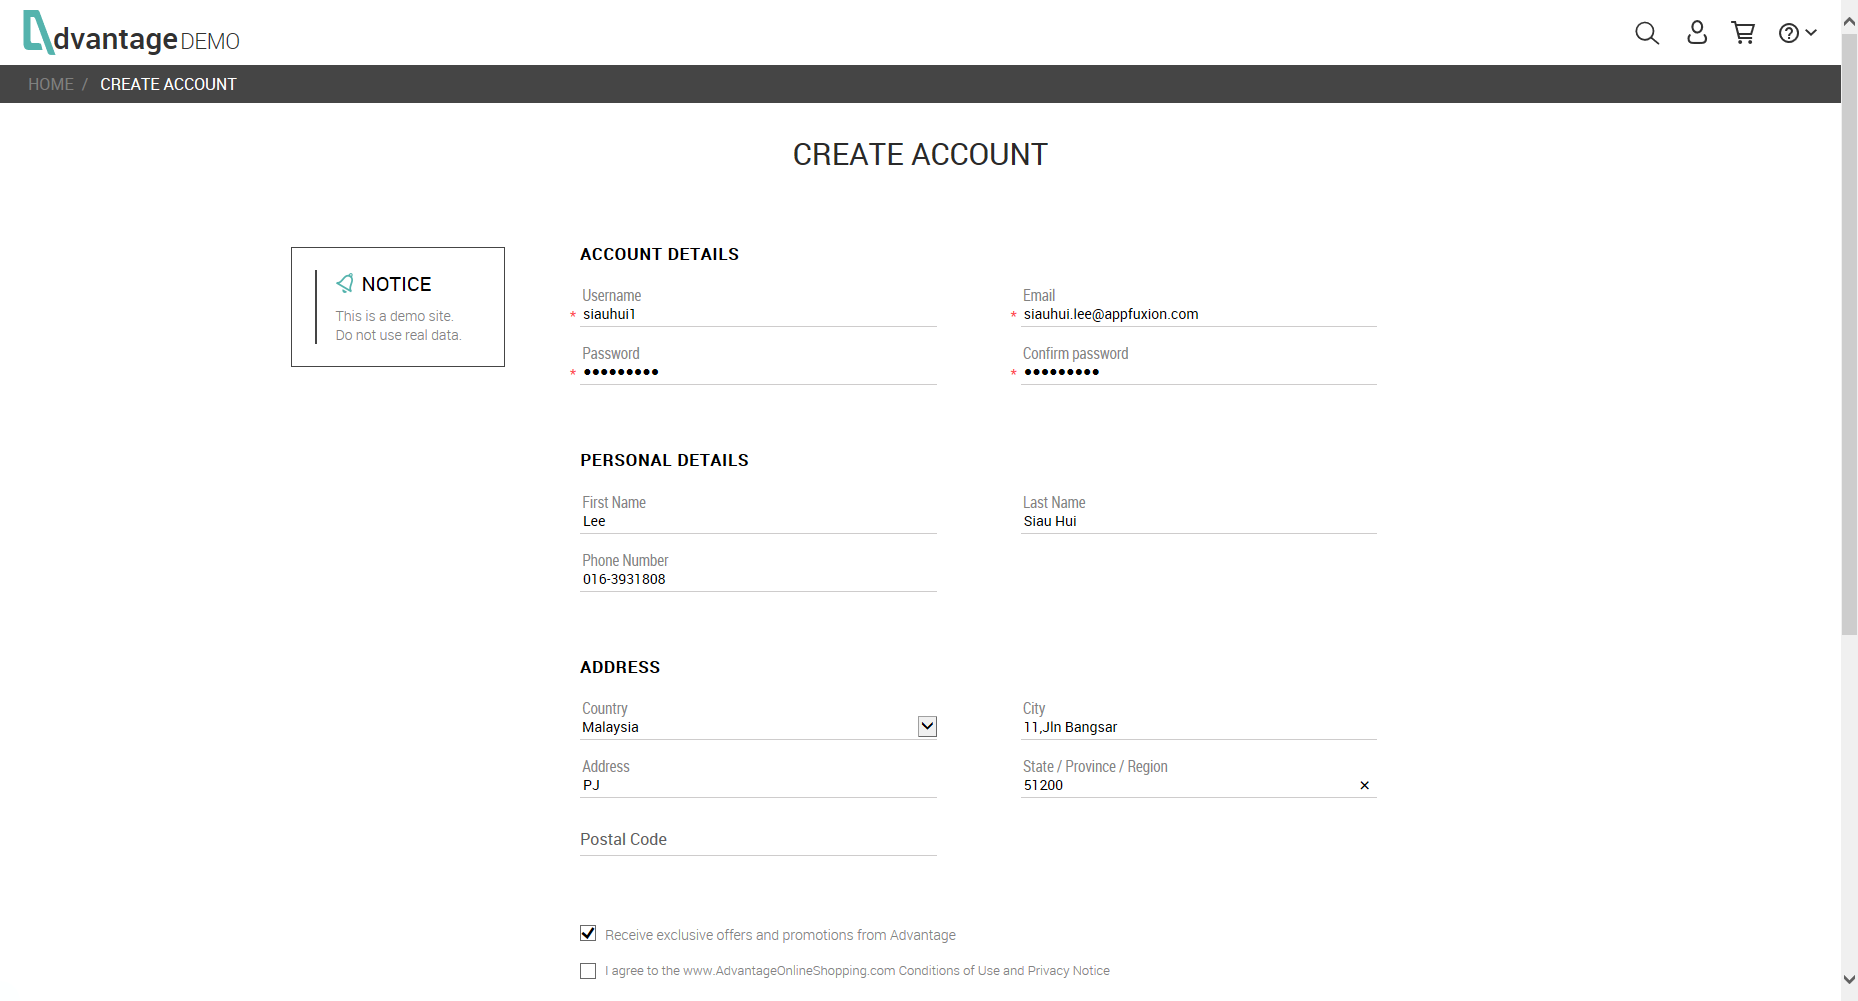 AdvantageDEMO
HOME / CREATE ACCOUNT
CREATE ACCOUNT
NOTICE
This is a demo site.
Do not use real data.
ACCOUNT DETAILS
Username
* siauhui1
Email
* siauhui.lee@appfuxion.com
Password
* •••••••••
Confirm password
* •••••••••
PERSONAL DETAILS
First Name
Lee
Last Name
Siau Hui
Phone Number
016-3931808
ADDRESS
Country
Malaysia
City
11,Jln Bangsar
Address
PJ
State / Province / Region
51200
Postal Code
Receive exclusive offers and promotions from Advantage
I agree to the www.AdvantageOnlineShopping.com Conditions of Use and Privacy Notice